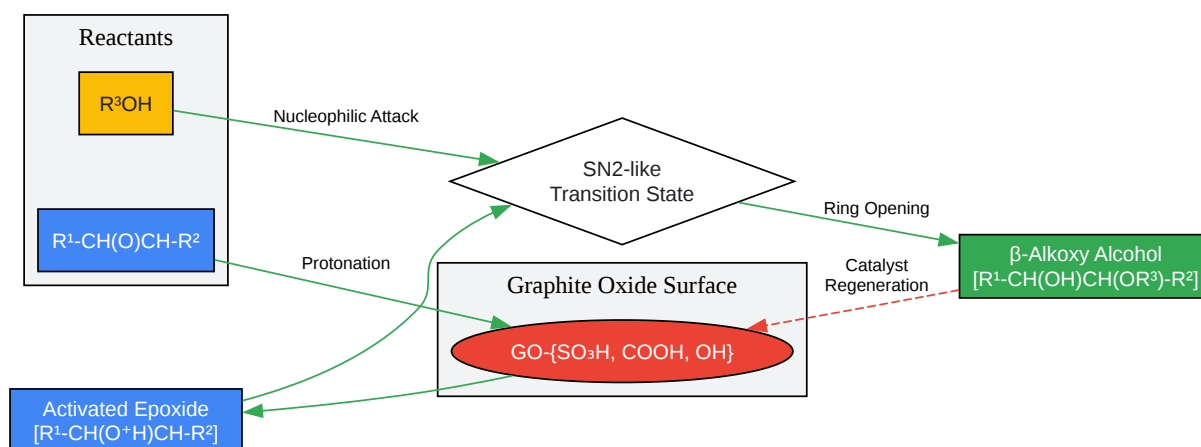 Reactants
R³OH
Nucleophilic Attack
SN2-like
Transition State
R¹-CH(O)CH-R²
Ring Opening
Protonation
Graphite Oxide Surface
Catalyst
Regeneration
β-Alkoxy Alcohol
[R¹-CH(OH)CH(OR³)-R²]
GO-{SO₃H, COOH, OH}
Activated Epoxide
[R¹-CH(O⁺H)CH-R²]